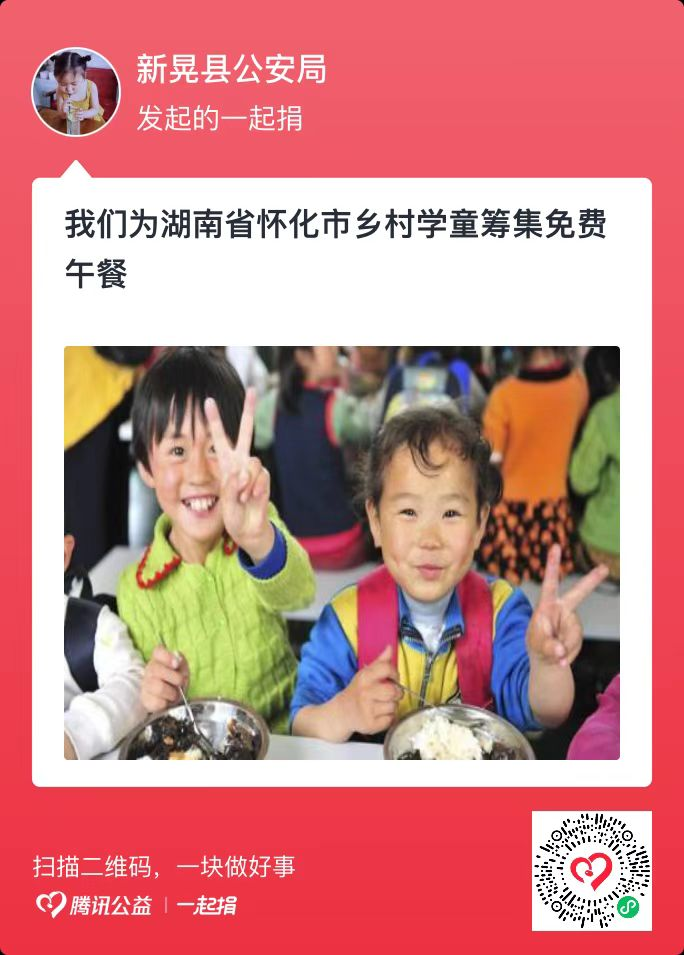 新晃县公安局
发起的一起捐
我们为湖南省怀化市乡村学童筹集免费
午餐
扫描二维码，一块做好事
腾讯公益 | 一起捐